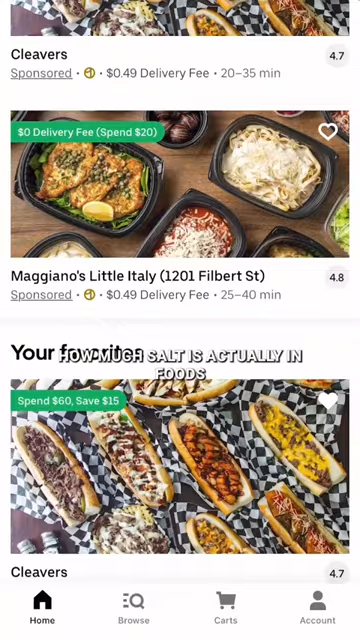 Cleavers
4.7
Sponsored • $0.49 Delivery Fee • 20–35 min
$0 Delivery Fee (Spend $20)
Maggiano's Little Italy (1201 Filbert St)
4.8
Sponsored • $0.49 Delivery Fee • 25–40 min
Your favorites
HOW MUCH SALT IS ACTUALLY IN
FOODS
Spend $60, Save $15
Cleavers
4.7
Home
Browse
Carts
Account